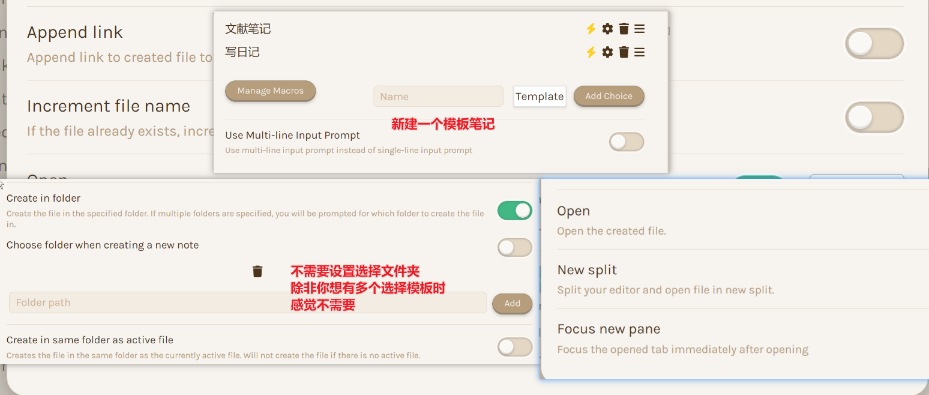 Append link
Append link to created file to
Increment file name
If the file already exists, incre
文献笔记
写日记
Manage Macros
Name
Template
Add Choice
新建一个模板笔记
Use Multi-line Input Prompt
Use multi-line input prompt instead of single-line input prompt
Create in folder
Create the file in the specified folder. If multiple folders are specified, you will be prompted for which folder to create the file
in.
Choose folder when creating a new note
不需要设置选择文件夹
除非你想有多个选择模板时
感觉不需要
Folder path
Add
Create in same folder as active file
Creates the file in the same folder as the currently active file. Will not create the file if there is no active file.
Open
Open the created file.
New split
Split your editor and open file in new split.
Focus new pane
Focus the opened tab immediately after opening